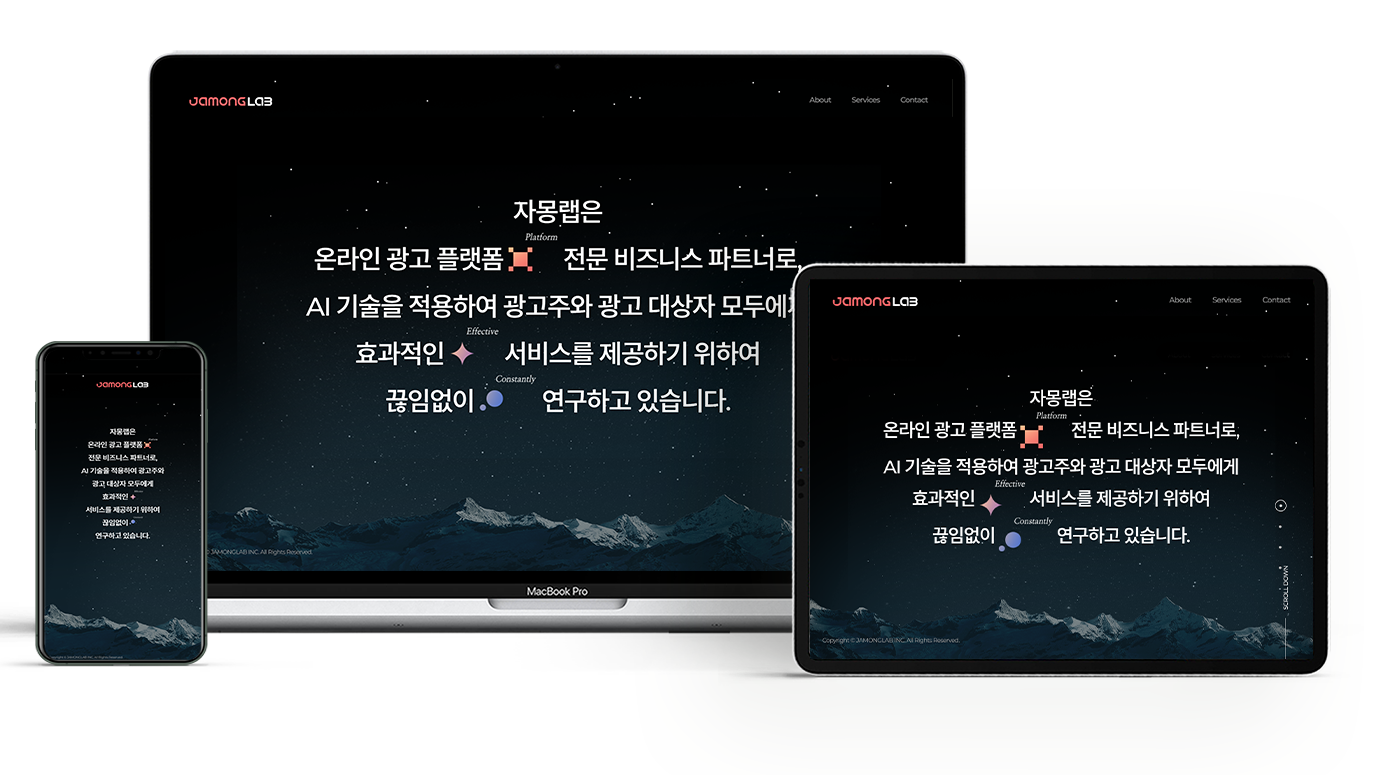 JAMONG LAB
About Services Contact
자몽랩은
Platform
온라인 광고 플랫폼 전문 비즈니스 파트너로,
AI 기술을 적용하여 광고주와 광고 대상자 모두에게
Effective
효과적인 서비스를 제공하기 위하여
Constantly
끊임없이 연구하고 있습니다.
© JAMONGLAB INC. All Rights Reserved.
MacBook Pro
JAMONG LAB
About Services Contact
자몽랩은
Platform
온라인 광고 플랫폼 전문 비즈니스 파트너로,
AI 기술을 적용하여 광고주와 광고 대상자 모두에게
Effective
효과적인 서비스를 제공하기 위하여
Constantly
끊임없이 연구하고 있습니다.
SCROLL DOWN
Copyright © JAMONGLAB INC. All Rights Reserved.
JAMONG LAB
자몽랩은
온라인 광고 플랫폼
전문 비즈니스 파트너로,
AI 기술을 적용하여 광고주와
광고 대상자 모두에게
효과적인
서비스를 제공하기 위하여
끊임없이
연구하고 있습니다.
Copyright © JAMONGLAB INC. All Rights Reserved.